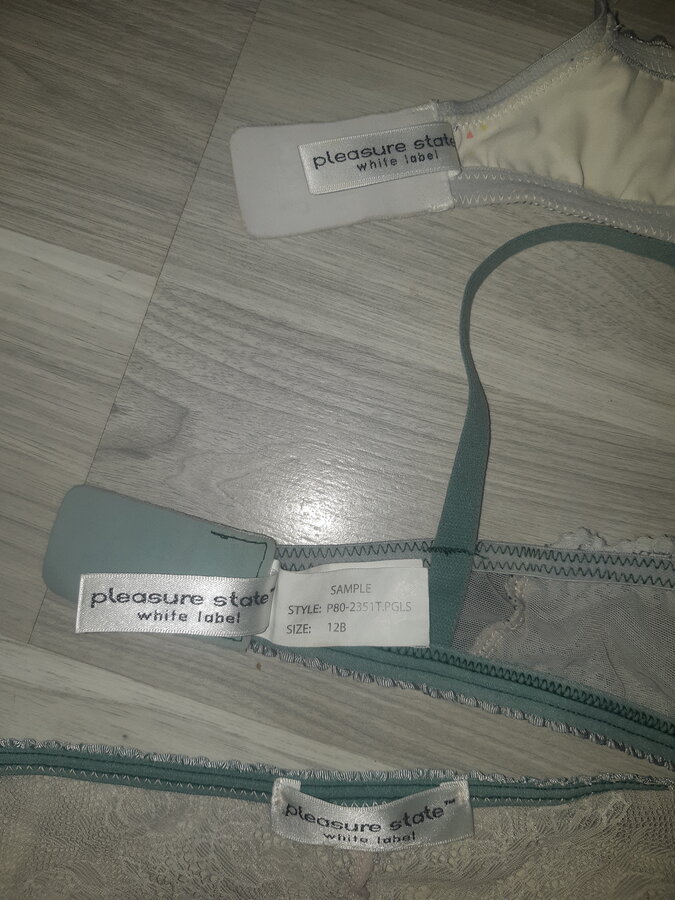 pleasure state
white label
pleasure state™
white label
SAMPLE
STYLE: P80-2351T.PGLS
SIZE: 12B
pleasure state™
white label